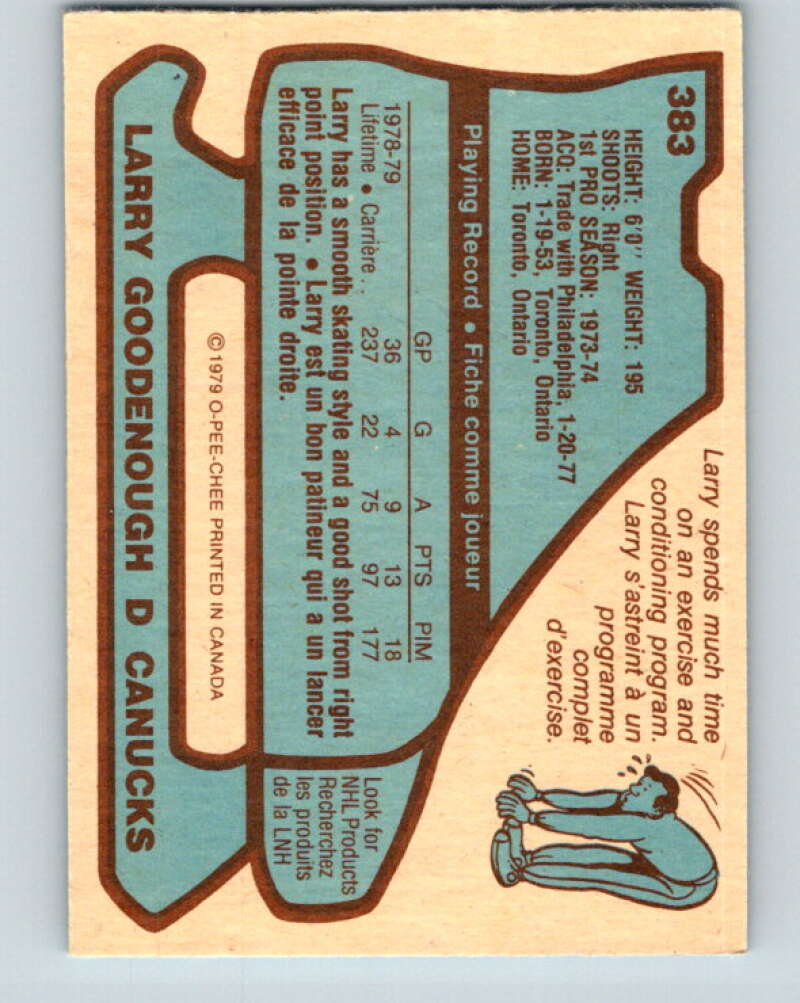 383
HEIGHT: 6'0" WEIGHT: 195
SHOOTS: Right
1st PRO SEASON: 1973-74
ACQ: Trade with Philadelphia, 1-20-77
BORN: 1-19-53, Toronto, Ontario
HOME: Toronto, Ontario
Larry spends much time
on an exercise and
conditioning program.
Larry s'astreint à un
programme
complet
d'exercise.
Playing Record • Fiche comme joueur
GP G A PTS PIM
1978-79 36 4 9 13 18
Lifetime • Carrière . . 237 22 75 97 177
Larry has a smooth skating style and a good shot from right
point position. • Larry est un bon patineur qui a un lancer
efficace de la pointe droite.
Look for
NHL Products
Recherchez
les produits
de la LNH
© 1979 O-PEE-CHEE PRINTED IN CANADA
LARRY GOODENOUGH D CANUCKS